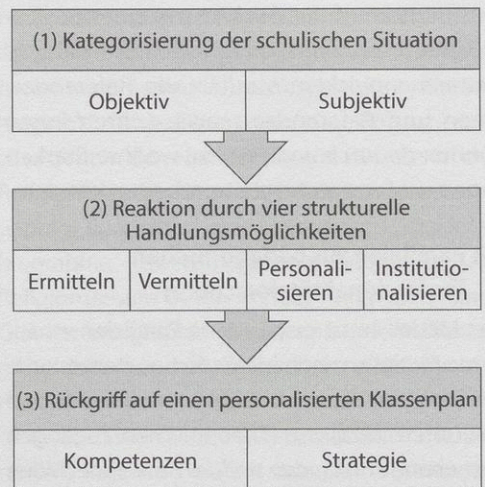 (1) Kategorisierung der schulischen Situation
Objektiv Subjektiv
(2) Reaktion durch vier strukturelle
Handlungsmöglichkeiten
Ermitteln Vermitteln Personali-
sieren Institutio-
nalisieren
(3) Rückgriff auf einen personalisierten Klassenplan
Kompetenzen Strategie